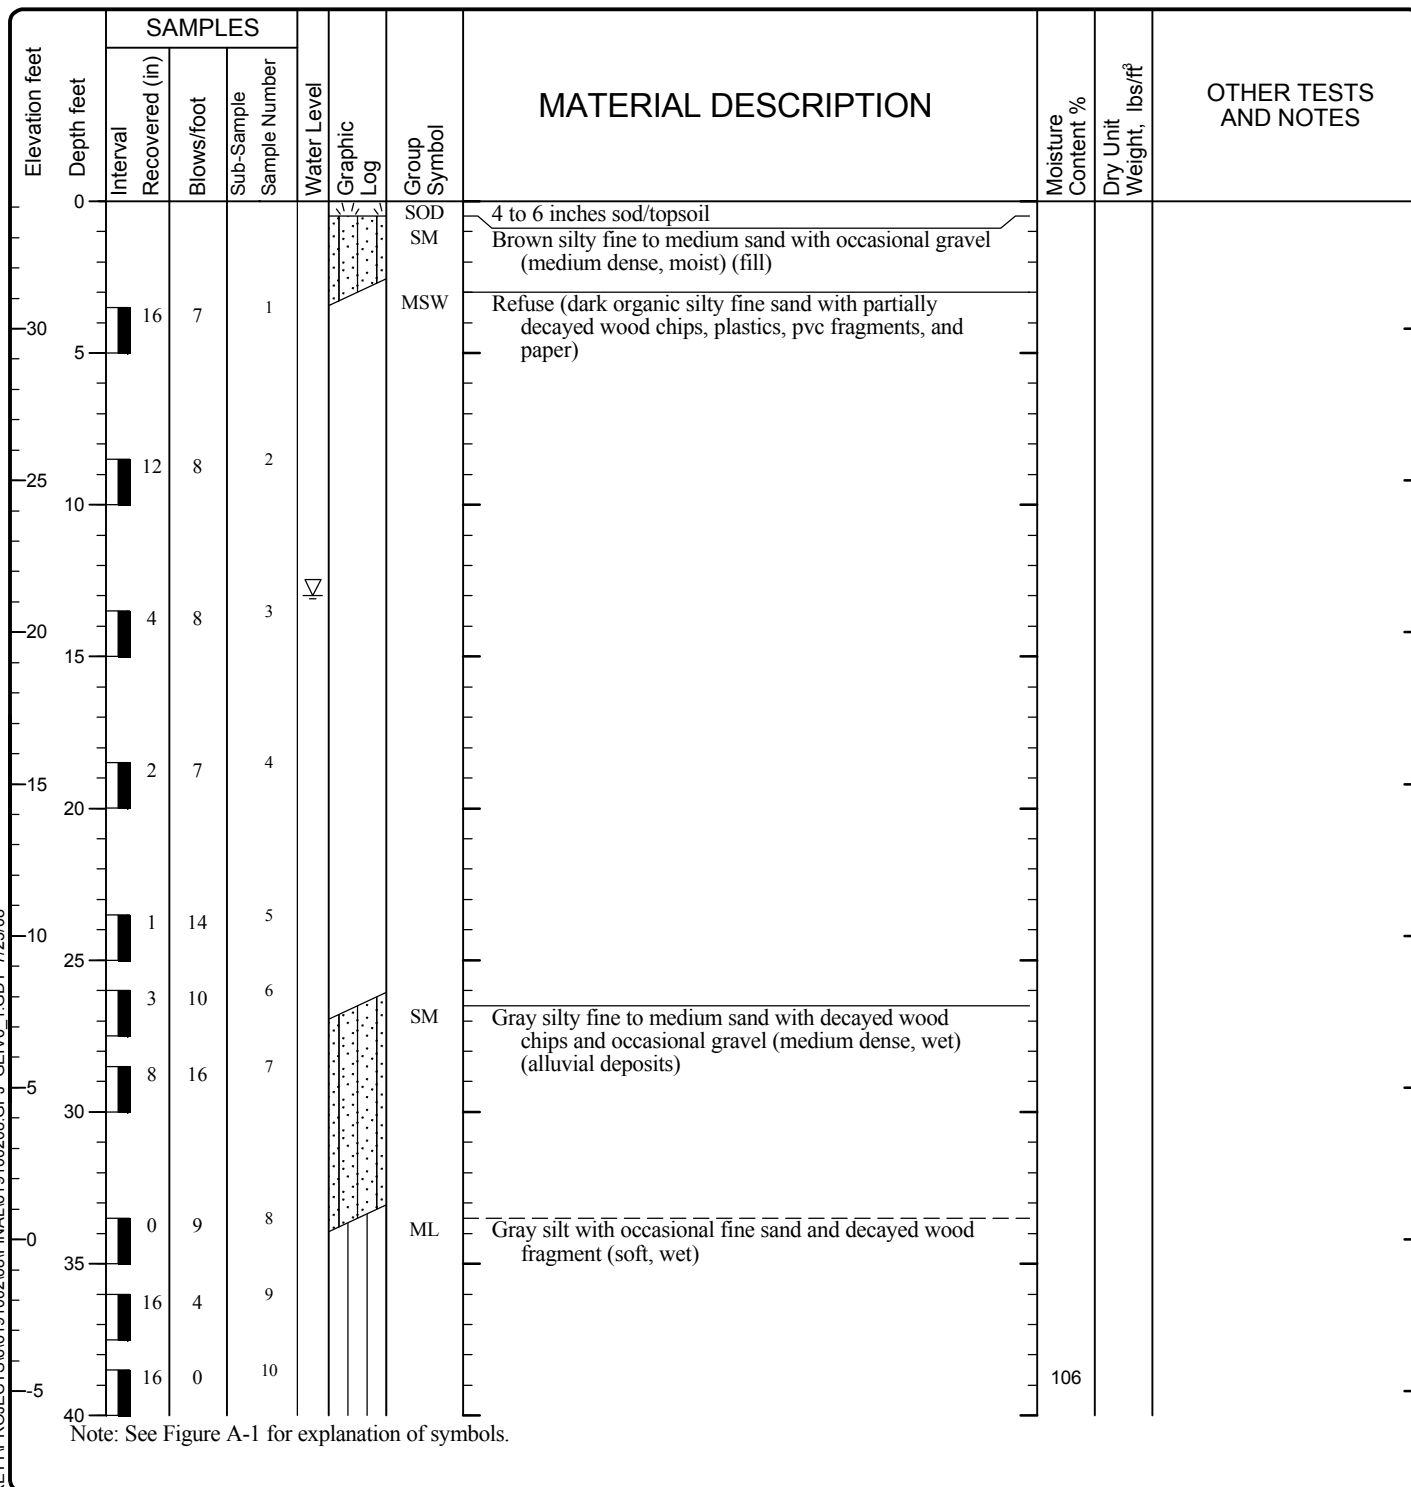 SAMPLES
Elevation feet
Depth feet
Interval
Recovered (in)
Blows/foot
Sub-Sample
Sample Number
Water Level
Graphic
Log
Group
Symbol
MATERIAL DESCRIPTION
Moisture
Content %
Dry Unit
Weight, lbs/ft³
OTHER TESTS
AND NOTES
0
SOD
4 to 6 inches sod/topsoil
SM
Brown silty fine to medium sand with occasional gravel
(medium dense, moist) (fill)
16 7 1
MSW
Refuse (dark organic silty fine sand with partially
decayed wood chips, plastics, pvc fragments, and
paper)
30
5
12 8 2
25
10
4 8 3
20
15
2 7 4
15
20
1 14 5
10
25
3 10 6
SM
Gray silty fine to medium sand with decayed wood
chips and occasional gravel (medium dense, wet)
(alluvial deposits)
8 16 7
5
30
0 9 8
ML
Gray silt with occasional fine sand and decayed wood
fragment (soft, wet)
0
35
16 4 9
16 0 10
106
-5
40
Note: See Figure A-1 for explanation of symbols.